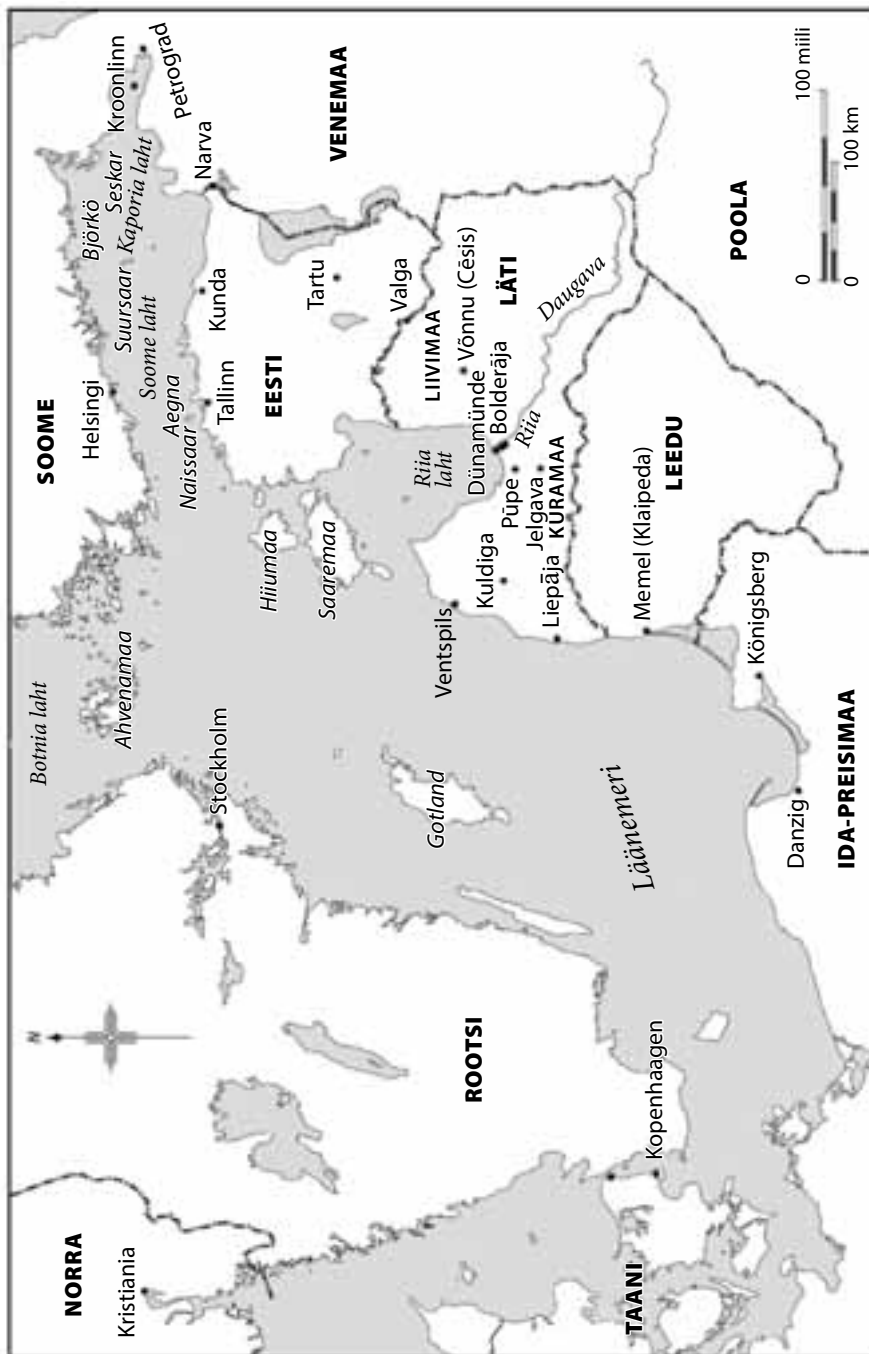 NORRA
Kristiania
ROOTSI
TAANI
Kopenhaagen
N
Botnia laht
Ahvenamaa
Stockholm
Gotland
Läänemeri
SOOME
Helsingi
Suursaar
Soome laht
Björkö
Seskar
Kaporia laht
Kroonlinn
Petrograd
Narva
VENEMAA
Aegna
Naissaar
Tallinn
Kunda
EESTI
Tartu
Valga
Hiiumaa
Saaremaa
Riia
laht
LIIVIMAA
Võnnu (Cēsis)
LÄTI
Daugava
Dünamünde
Bolderāja
Riia
Püpe
Jelgava
KURAMAA
Ventspils
Kuldiga
Liepāja
LEEDU
Memel (Klaipeda)
Königsberg
Danzig
IDA-PREISIMAA
POOLA
0
100 miili
0
100 km